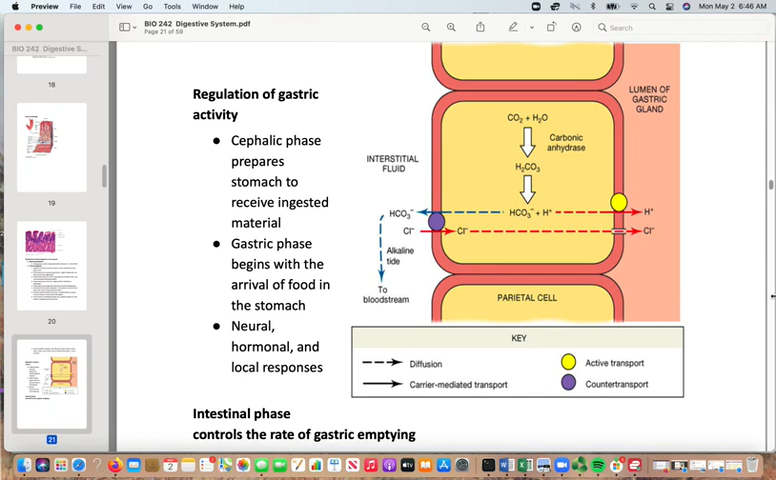 Preview File Edit View Go Tools Window Help
Mon May 2 6:46 AM
BIO 242 Digestive System.pdf
Page 21 of 59
Search
BIO 242 Digestive S...
18
19
20
21
Regulation of gastric
activity
● Cephalic phase
prepares
stomach to
receive ingested
material
● Gastric phase
begins with the
arrival of food in
the stomach
● Neural,
hormonal, and
local responses
Intestinal phase
controls the rate of gastric emptying
LUMEN OF
GASTRIC
GLAND
CO₂ + H₂O
Carbonic
anhydrase
INTERSTITIAL
FLUID
H₂CO₃
HCO₃⁻
HCO₃⁻ + H⁺
H⁺
Cl⁻
Cl⁻
Cl⁻
Alkaline
tide
To
bloodstream
PARIETAL CELL
KEY
Diffusion
Active transport
Carrier-mediated transport
Countertransport